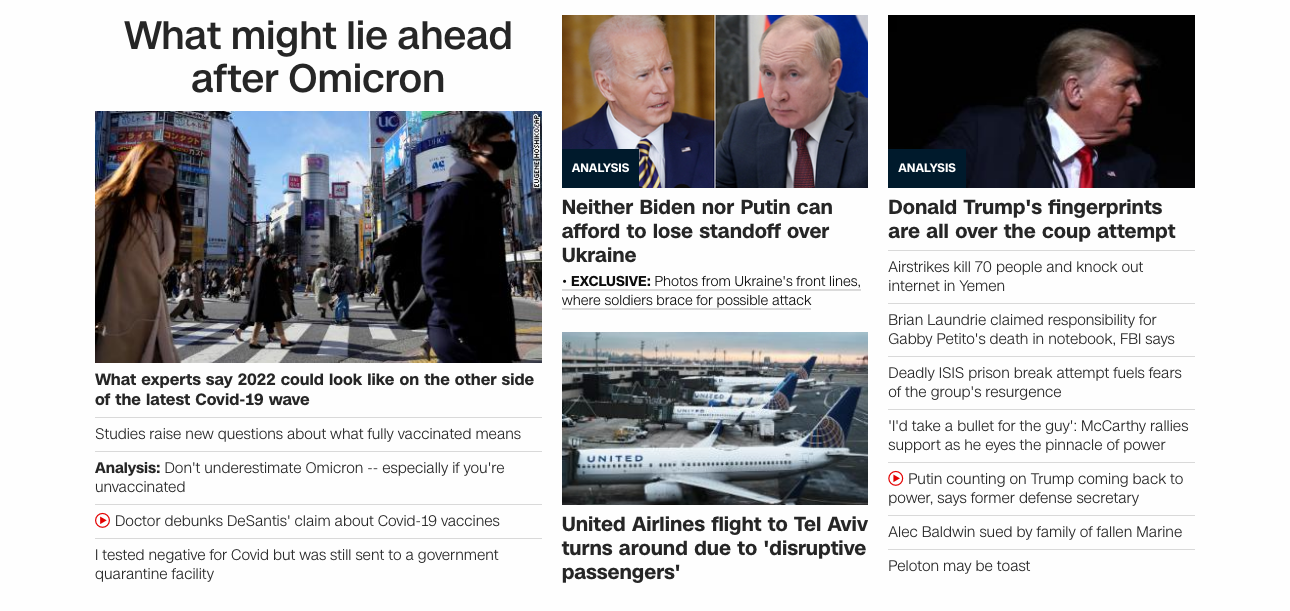 What might lie ahead
after Omicron
UC
EUGENE HOSHIKO/AP
What experts say 2022 could look like on the other side
of the latest Covid-19 wave
Studies raise new questions about what fully vaccinated means
Analysis: Don't underestimate Omicron -- especially if you're
unvaccinated
Doctor debunks DeSantis' claim about Covid-19 vaccines
I tested negative for Covid but was still sent to a government
quarantine facility
ANALYSIS
Neither Biden nor Putin can
afford to lose standoff over
Ukraine
• EXCLUSIVE: Photos from Ukraine's front lines,
where soldiers brace for possible attack
UNITED
UNITED
United Airlines flight to Tel Aviv
turns around due to 'disruptive
passengers'
ANALYSIS
Donald Trump's fingerprints
are all over the coup attempt
Airstrikes kill 70 people and knock out
internet in Yemen
Brian Laundrie claimed responsibility for
Gabby Petito's death in notebook, FBI says
Deadly ISIS prison break attempt fuels fears
of the group's resurgence
'I'd take a bullet for the guy': McCarthy rallies
support as he eyes the pinnacle of power
Putin counting on Trump coming back to
power, says former defense secretary
Alec Baldwin sued by family of fallen Marine
Peloton may be toast